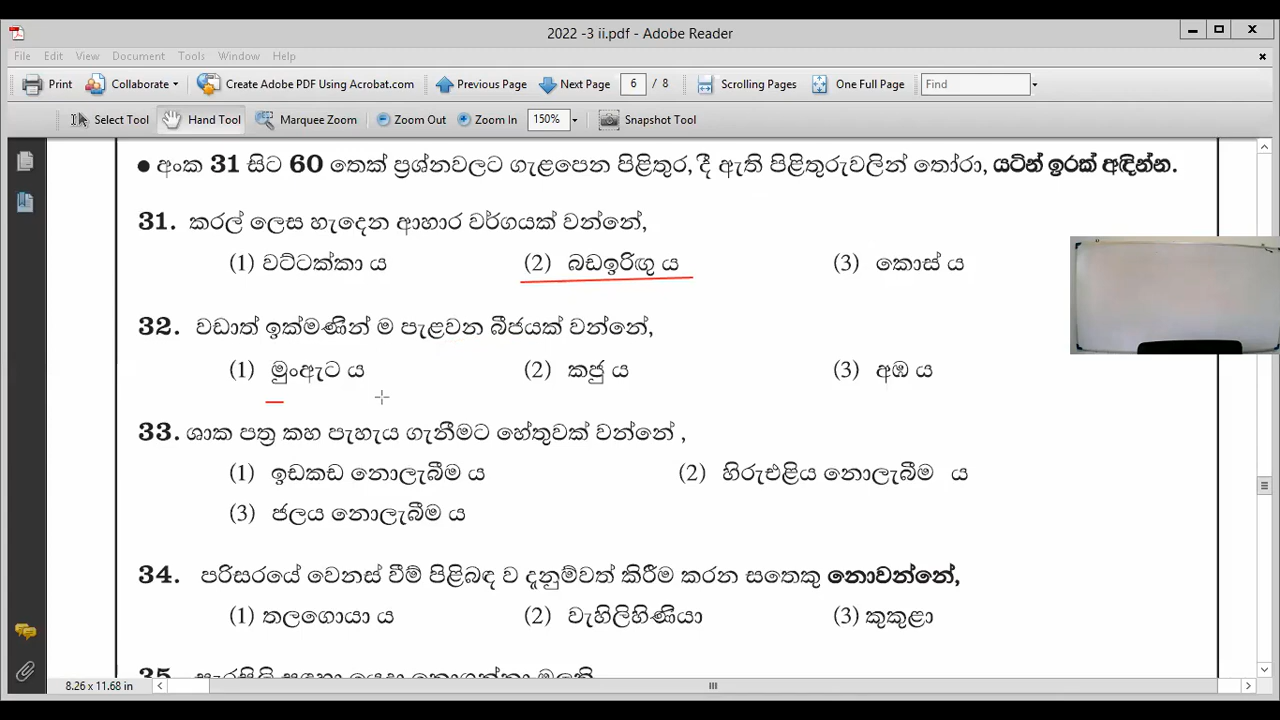 2022 -3 ii.pdf - Adobe Reader
File Edit View Document Tools Window Help
Print Collaborate Create Adobe PDF Using Acrobat.com Previous Page Next Page 6 / 8 Scrolling Pages One Full Page Find
Select Tool Hand Tool Marquee Zoom Zoom Out Zoom In 150% Snapshot Tool
● අංක 31 සිට 60 තෙක් ප්‍රශ්නවලට ගැළපෙන පිළිතුර, දී ඇති පිළිතුරුවලින් තෝරා, යටින් ඉරක් අඳින්න.
31. කරල් ලෙස හැදෙන ආහාර වර්ගයක් වන්නේ,
(1) වට්ටක්කා ය (2) බඩඉරිඟු ය (3) කොස් ය
32. වඩාත් ඉක්මණින් ම පැළවන බීජයක් වන්නේ,
(1) මුංඇට ය (2) කජු ය (3) අඹ ය
33. ශාක පත්‍ර කහ පැහැය ගැනීමට හේතුවක් වන්නේ ,
(1) ඉඩකඩ නොලැබීම ය (2) හිරුඑළිය නොලැබීම ය
(3) ජලය නොලැබීම ය
34. පරිසරයේ වෙනස් වීම් පිළිබඳ ව දැනුම්වත් කිරීම කරන සතෙකු නොවන්නේ,
(1) තලගොයා ය (2) වැහිලිහිණියා (3) කුකුළා
35.
8.26 x 11.68 in